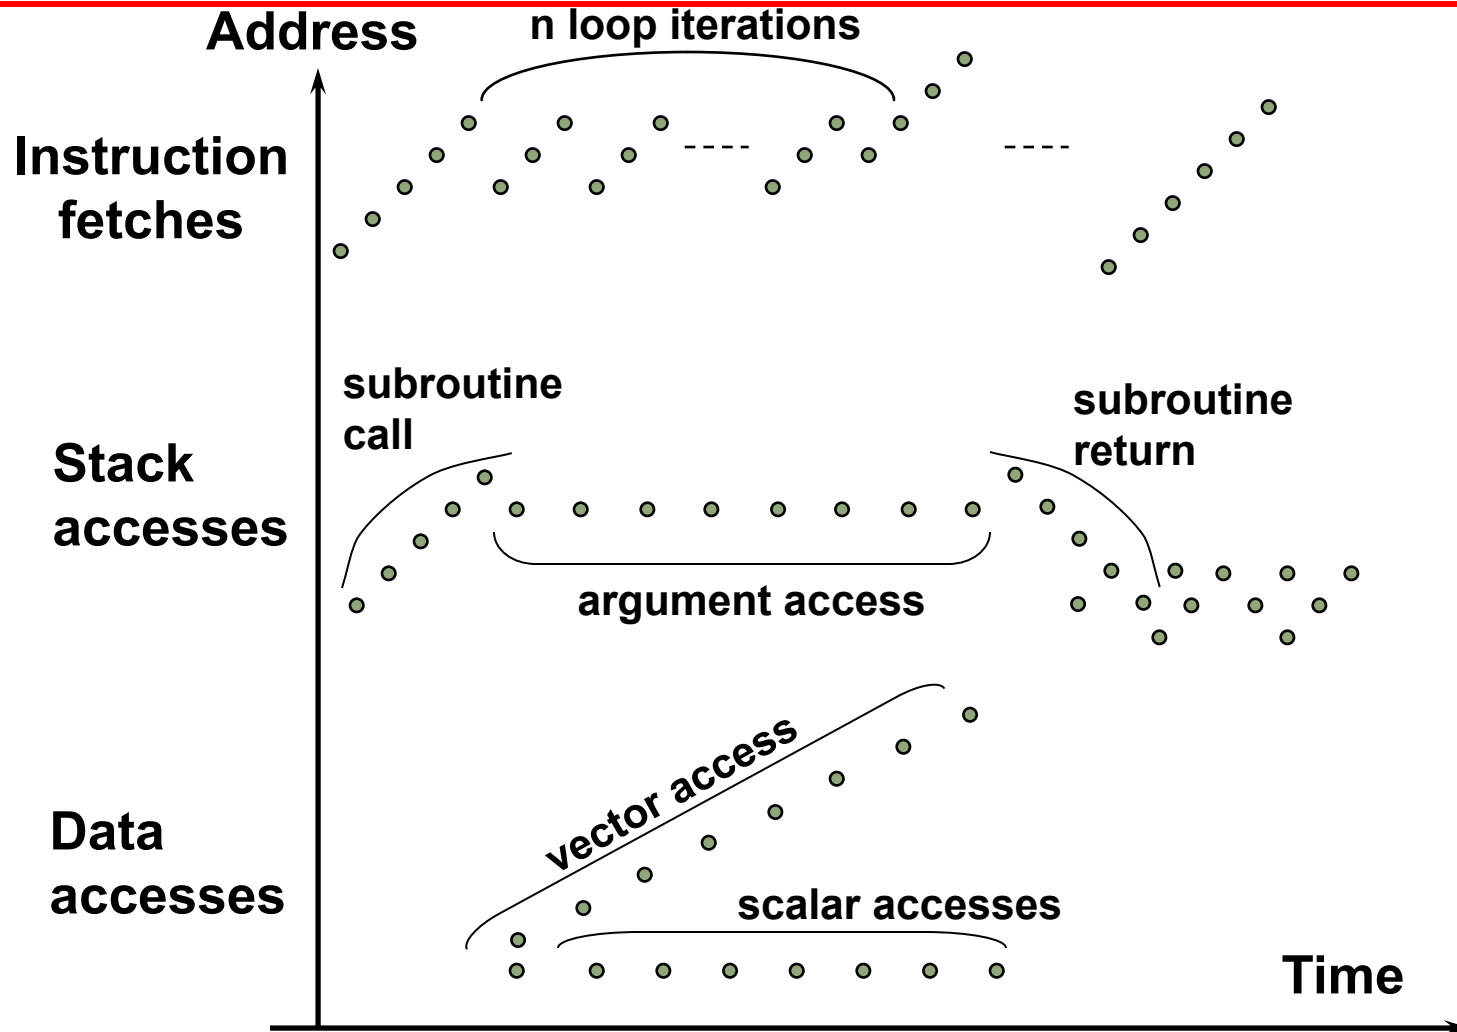 Address
n loop iterations
Instruction
fetches
subroutine
call
subroutine
return
Stack
accesses
argument access
vector access
Data
accesses
scalar accesses
Time